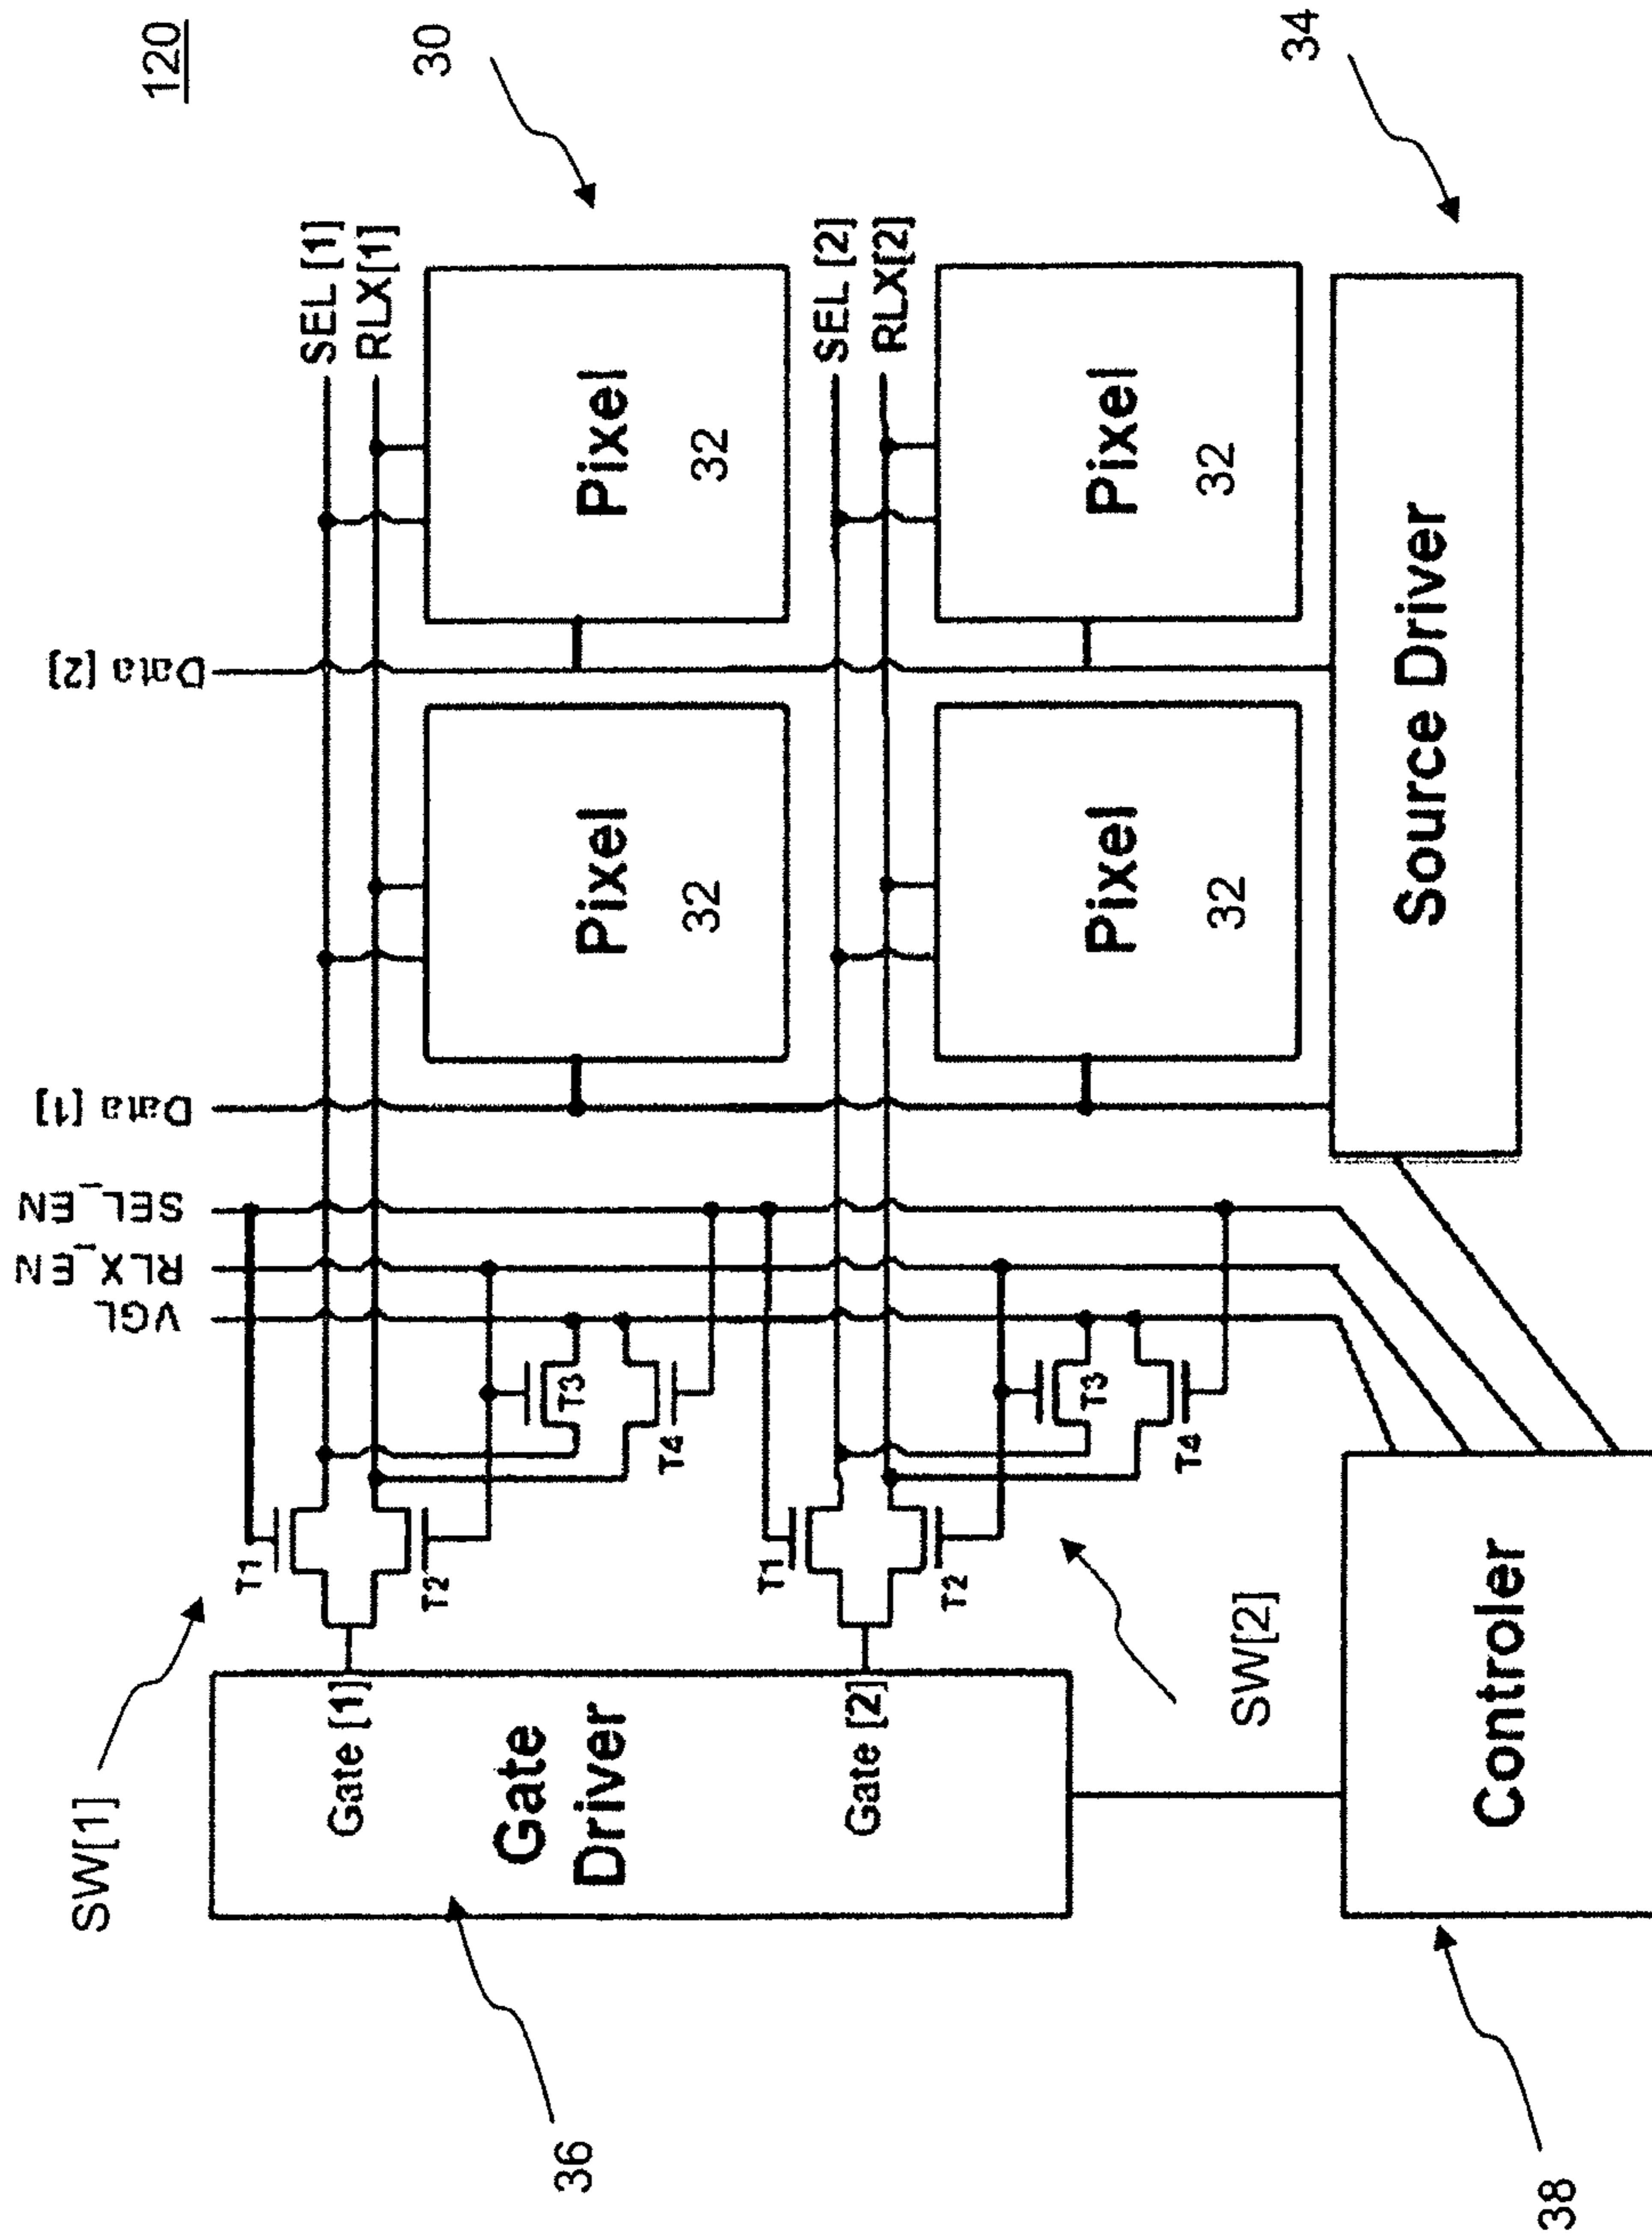 120
30
34
SEL [1]
RLX[1]
SEL [2]
RLX[2]
Pixel
32
Pixel
32
Pixel
32
Pixel
32
Data [2]
Data [1]
SEL_EN
RLX_EN
VGL
Source Driver
T1
T2
T3
T4
T1
T2
T3
T4
SW[1]
SW[2]
Gate [1]
Gate
Driver
Gate [2]
Controler
36
38